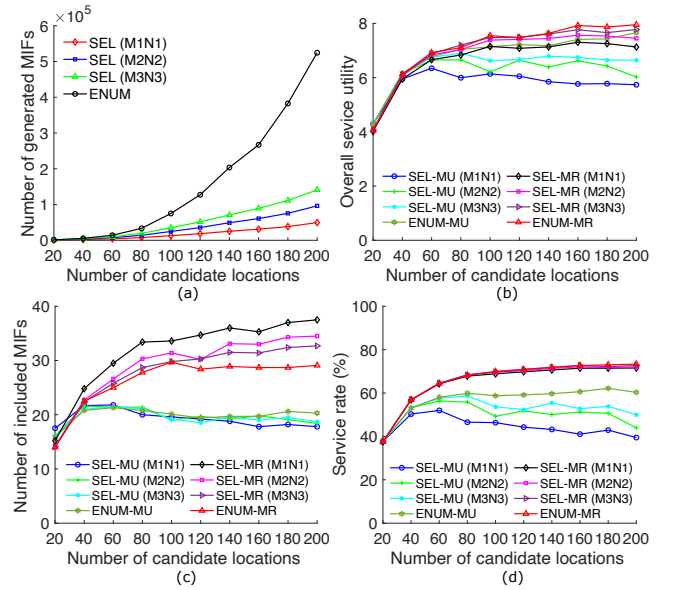 ×10⁵
SEL (M1N1)
SEL (M2N2)
SEL (M3N3)
ENUM
Number of generated MIFs
6
5
4
3
2
1
0
20 40 60 80 100 120 140 160 180 200
Number of candidate locations
(a)
Overall sevice utility
8
6
4
2
0
SEL-MU (M1N1) SEL-MR (M1N1)
SEL-MU (M2N2) SEL-MR (M2N2)
SEL-MU (M3N3) SEL-MR (M3N3)
ENUM-MU ENUM-MR
20 40 60 80 100 120 140 160 180 200
Number of candidate locations
(b)
Number of included MIFs
40
30
20
10
0
SEL-MU (M1N1) SEL-MR (M1N1)
SEL-MU (M2N2) SEL-MR (M2N2)
SEL-MU (M3N3) SEL-MR (M3N3)
ENUM-MU ENUM-MR
20 40 60 80 100 120 140 160 180 200
Number of candidate locations
(c)
Service rate (%)
100
80
60
40
20
0
SEL-MU (M1N1) SEL-MR (M1N1)
SEL-MU (M2N2) SEL-MR (M2N2)
SEL-MU (M3N3) SEL-MR (M3N3)
ENUM-MU ENUM-MR
20 40 60 80 100 120 140 160 180 200
Number of candidate locations
(d)